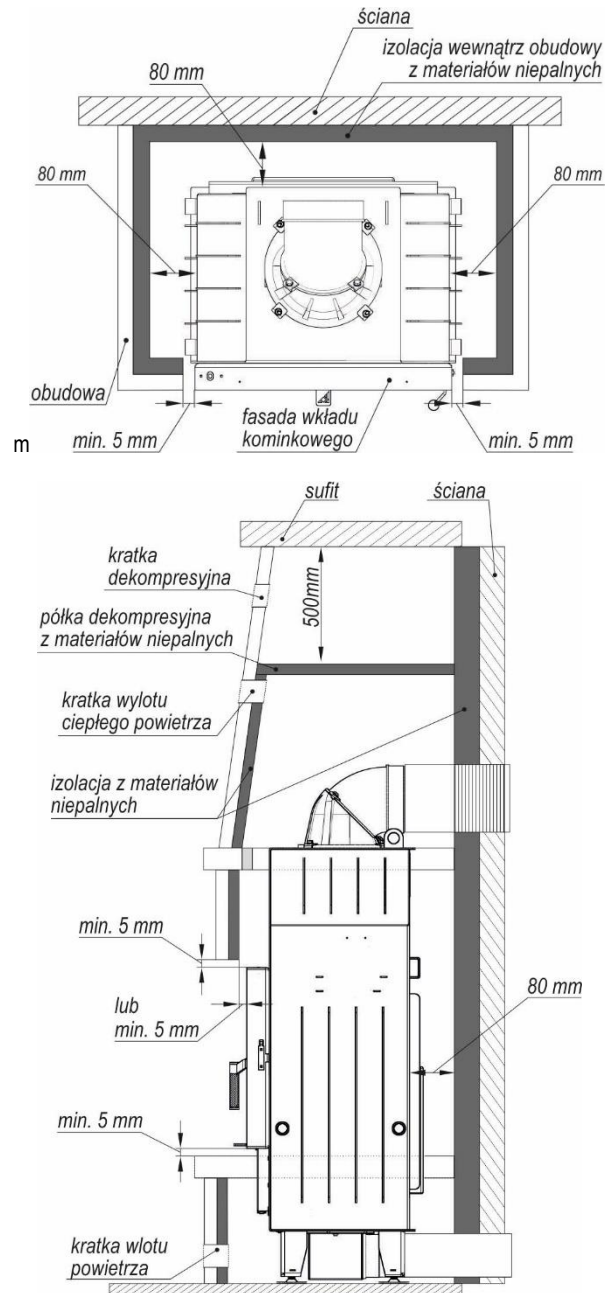 ściana
izolacja wewnątrz obudowy
z materiałów niepalnych
80 mm
80 mm
80 mm
obudowa
fasada wkładu
kominkowego
min. 5 mm
min. 5 mm
m
sufit
ściana
kratka
dekompresyjna
500mm
półka dekompresyjna
z materiałów niepalnych
kratka wylotu
ciepłego powietrza
izolacja z materiałów
niepalnych
min. 5 mm
80 mm
lub
min. 5 mm
min. 5 mm
kratka wlotu
powietrza